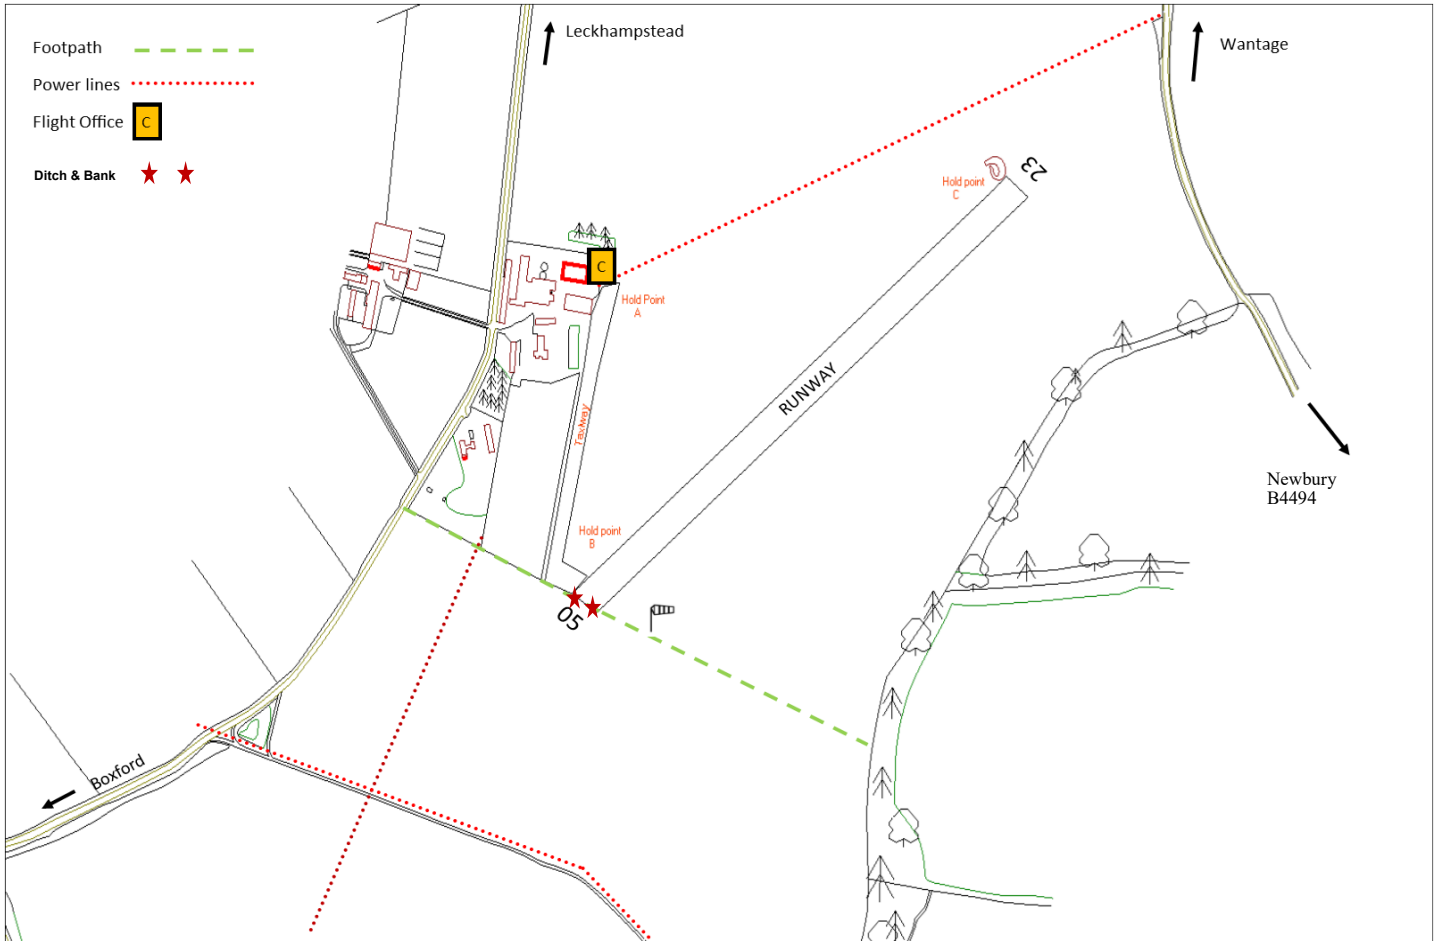 Footpath
Power lines
Flight Office C
Ditch & Bank
Leckhampstead
Wantage
23
Hold point
C
C
Hold Point
A
RUNWAY
Taxiway
Newbury
B4494
Hold point
B
05
Boxford